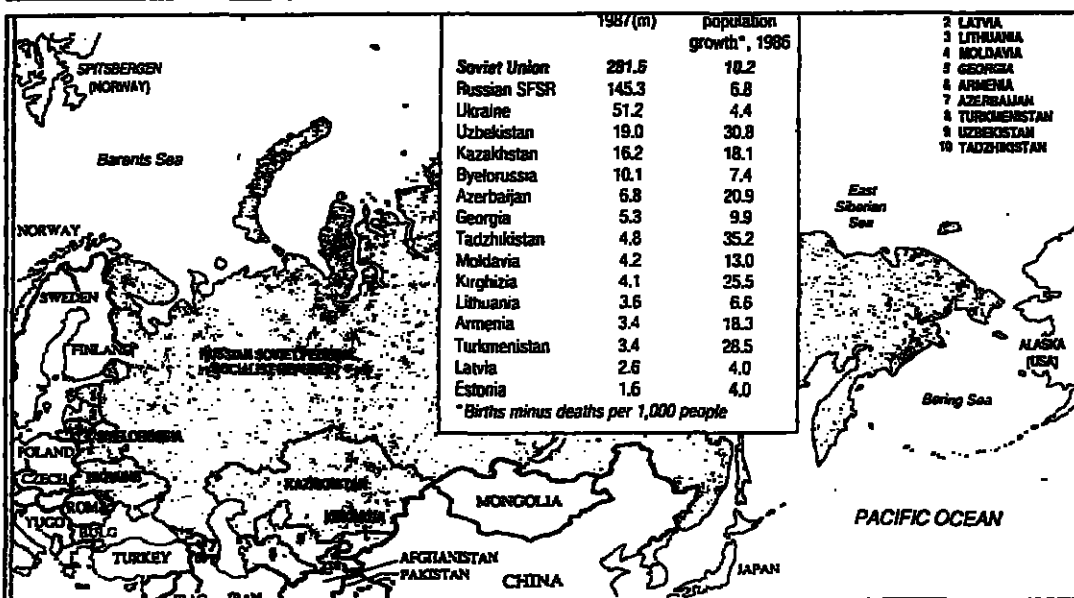 1987(m) population
growth*, 1986
Soviet Union 281.6 10.2
Russian SFSR 145.3 6.8
Ukraine 51.2 4.4
Uzbekistan 19.0 30.8
Kazakhstan 16.2 18.1
Byelorussia 10.1 7.4
Azerbaijan 6.8 20.9
Georgia 5.3 9.9
Tadzhikistan 4.8 35.2
Moldavia 4.2 13.0
Kirghizia 4.1 25.5
Lithuania 3.6 6.6
Armenia 3.4 18.3
Turkmenistan 3.4 28.5
Latvia 2.6 4.0
Estonia 1.6 4.0
*Births minus deaths per 1,000 people
2 LATVIA
3 LITHUANIA
4 MOLDAVIA
5 GEORGIA
6 ARMENIA
7 AZERBAIJAN
8 TURKMENISTAN
9 UZBEKISTAN
10 TADZHIKISTAN
SPITSBERGEN
(NORWAY)
Barents Sea
East
Siberian
Sea
NORWAY
SWEDEN
FINLAND
ALASKA
(USA)
Bering Sea
POLAND
CZECH
UKRAINE
KAZAKHSTAN
ROM
YUGO
BULG
MONGOLIA
PACIFIC OCEAN
TURKEY
AFGHANISTAN
PAKISTAN
CHINA
JAPAN